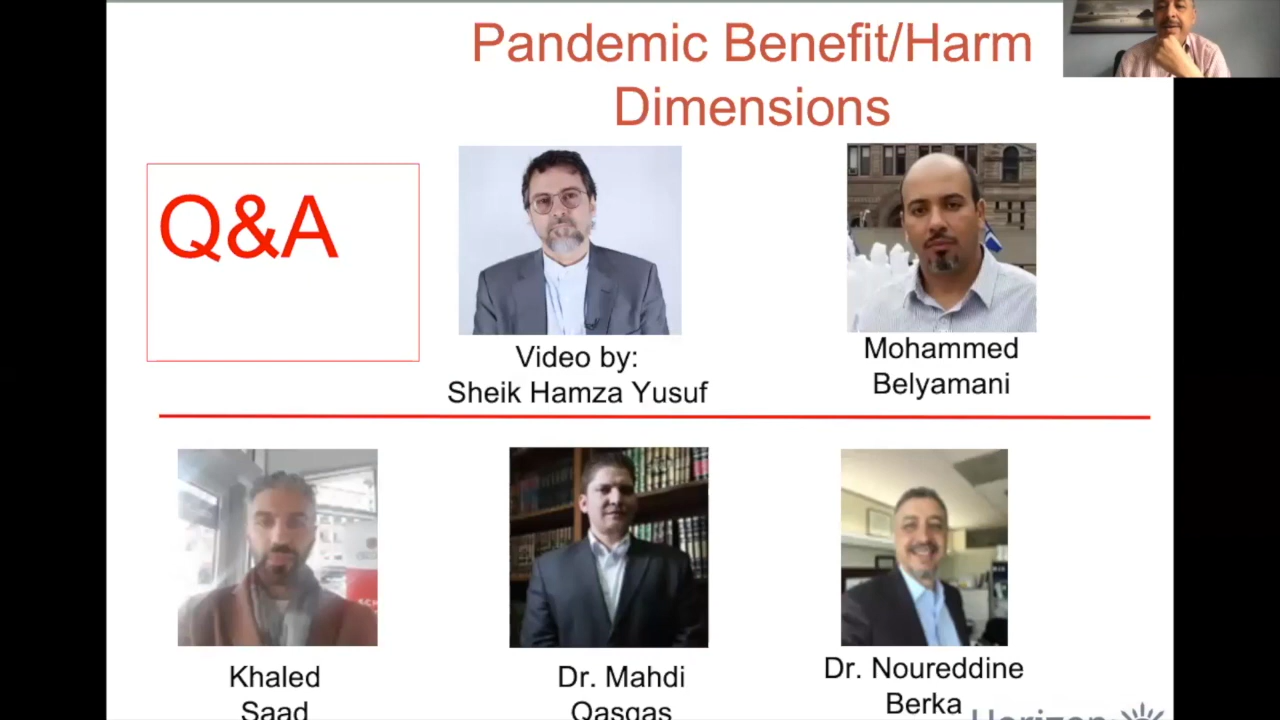 Pandemic Benefit/Harm
Dimensions
Q&A
Video by:
Sheik Hamza Yusuf
Mohammed
Belyamani
Khaled
Saad
Dr. Mahdi
Qasqas
Dr. Noureddine
Berka
Horizon